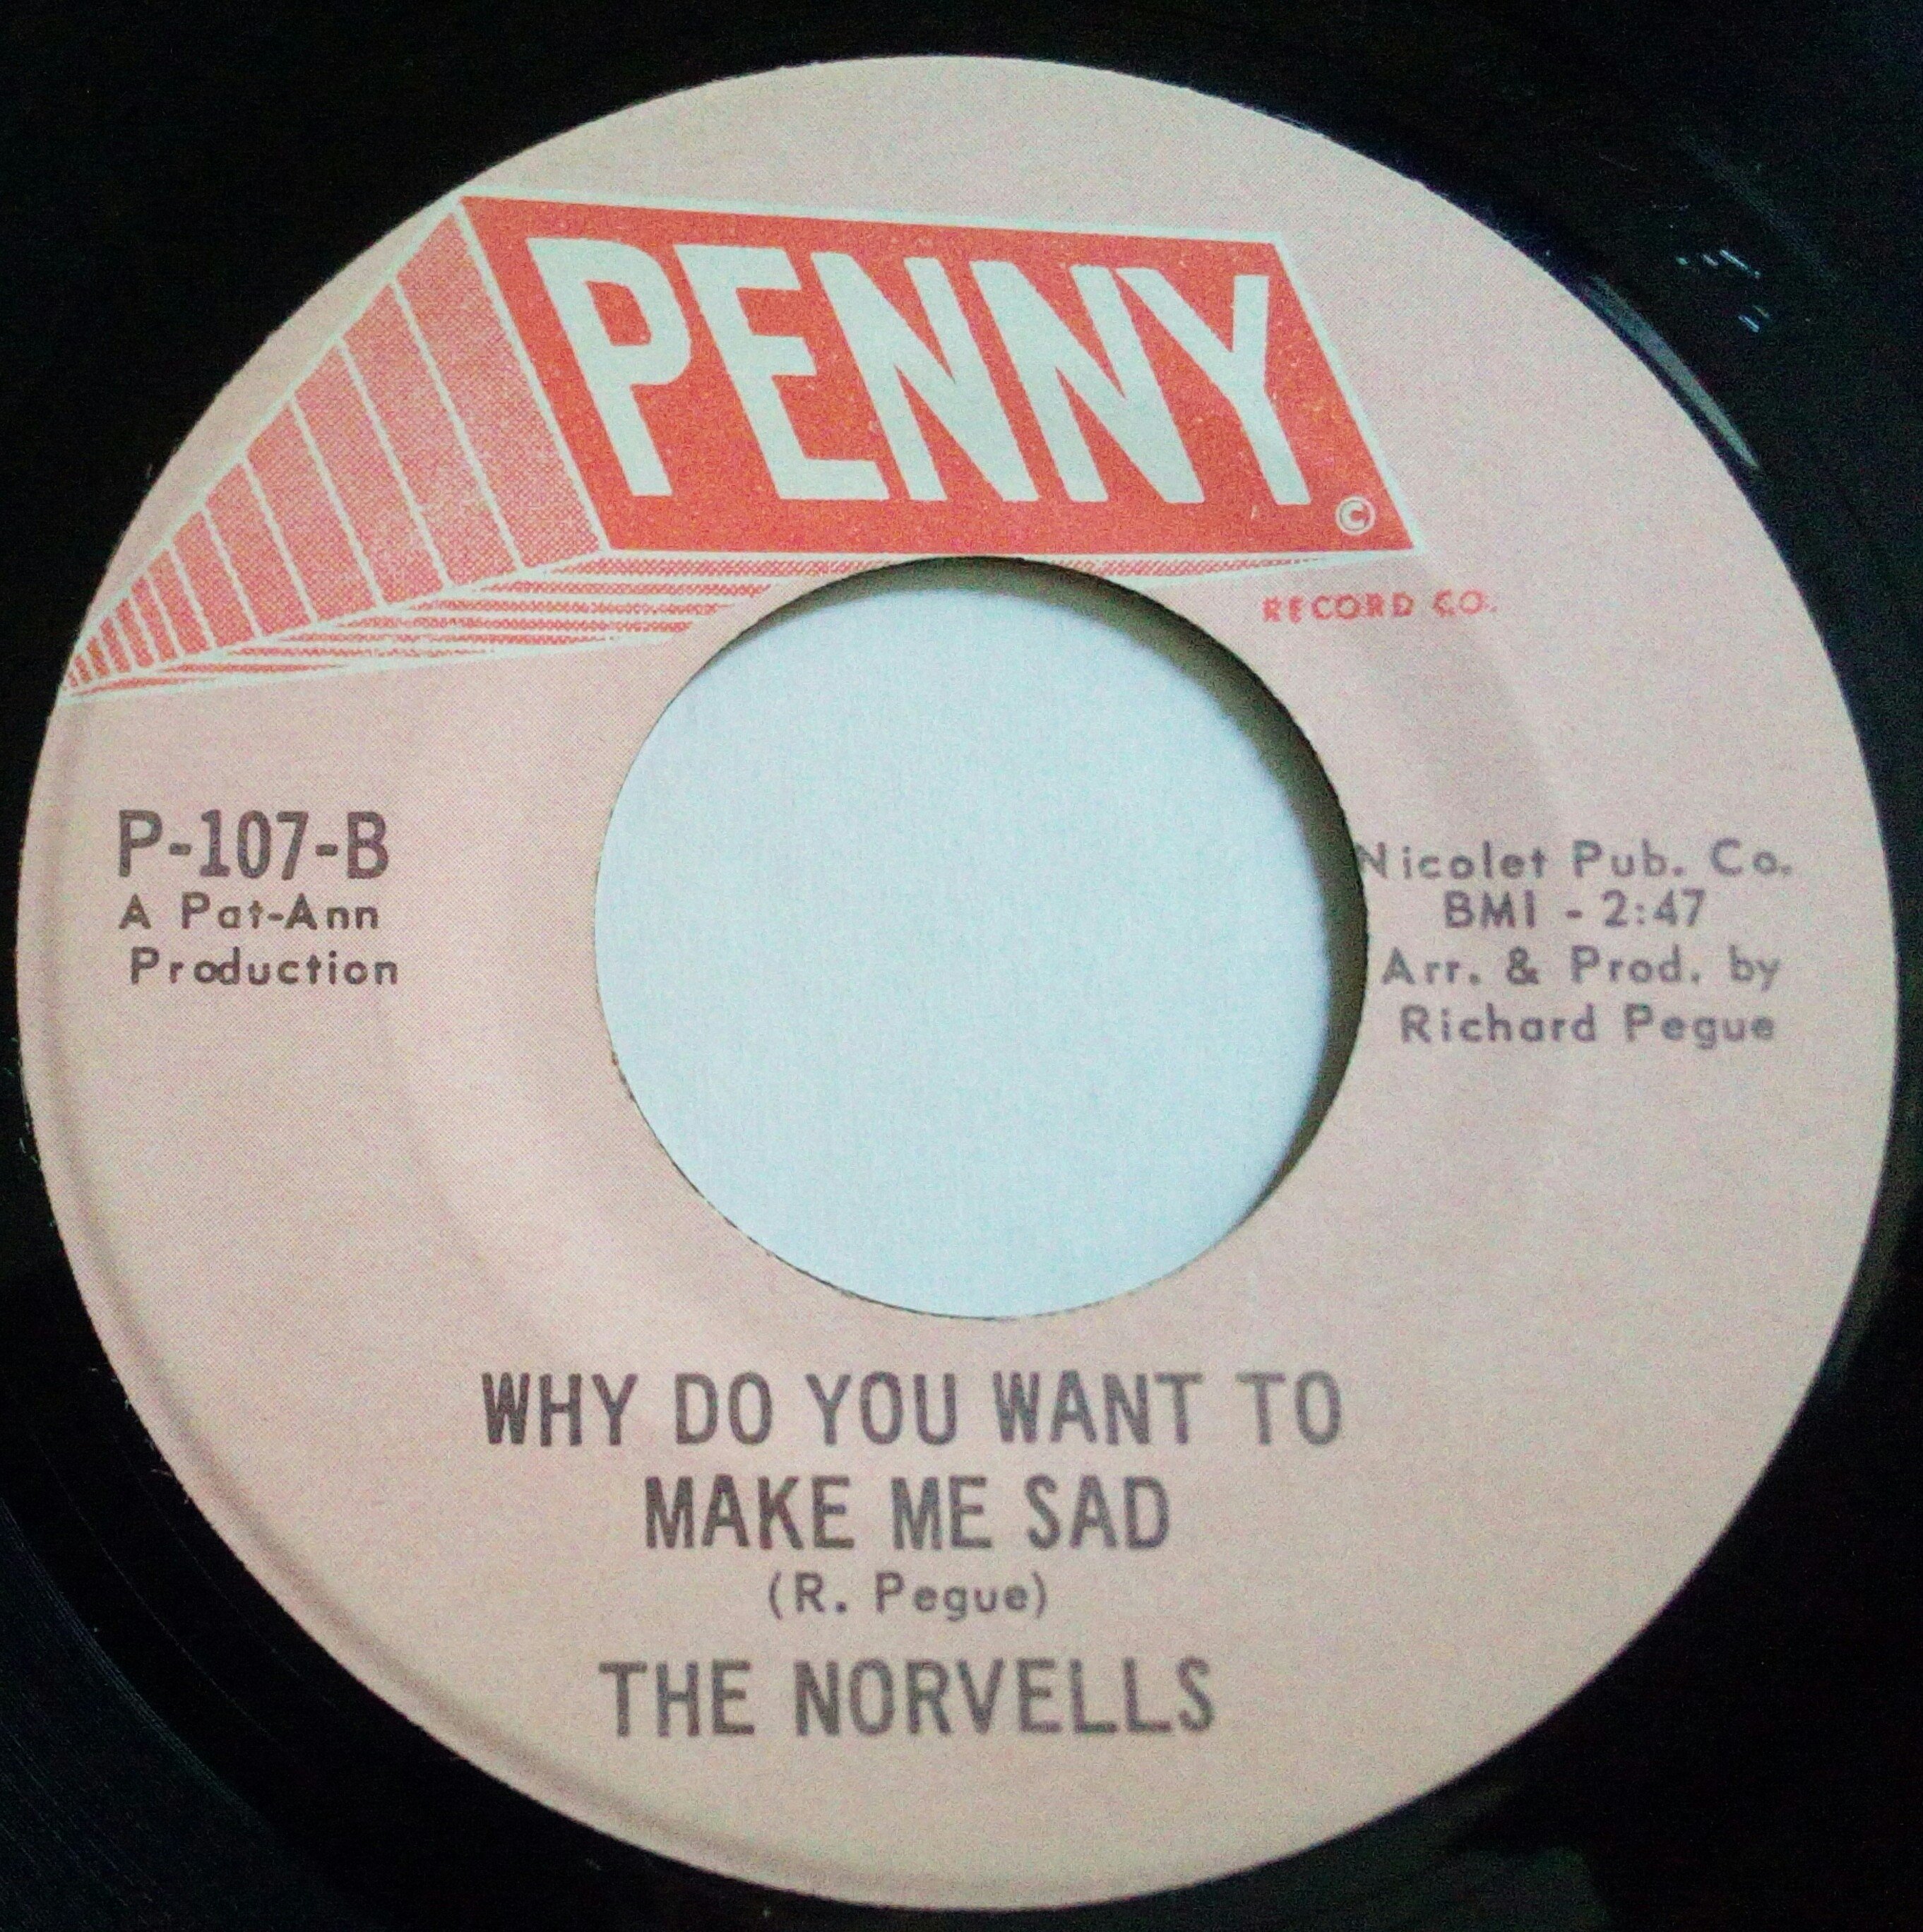 PENNY
©
RECORD CO.
P-107-B
A Pat-Ann
Production
Nicolet Pub. Co.
BMI - 2:47
Arr. & Prod. by
Richard Pegue
WHY DO YOU WANT TO
MAKE ME SAD
(R. Pegue)
THE NORVELLS